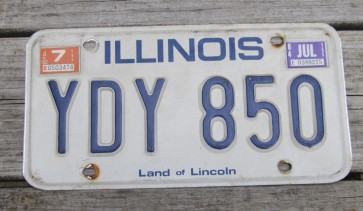 ILLINOIS
7
JUL
YDY 850
Land of Lincoln